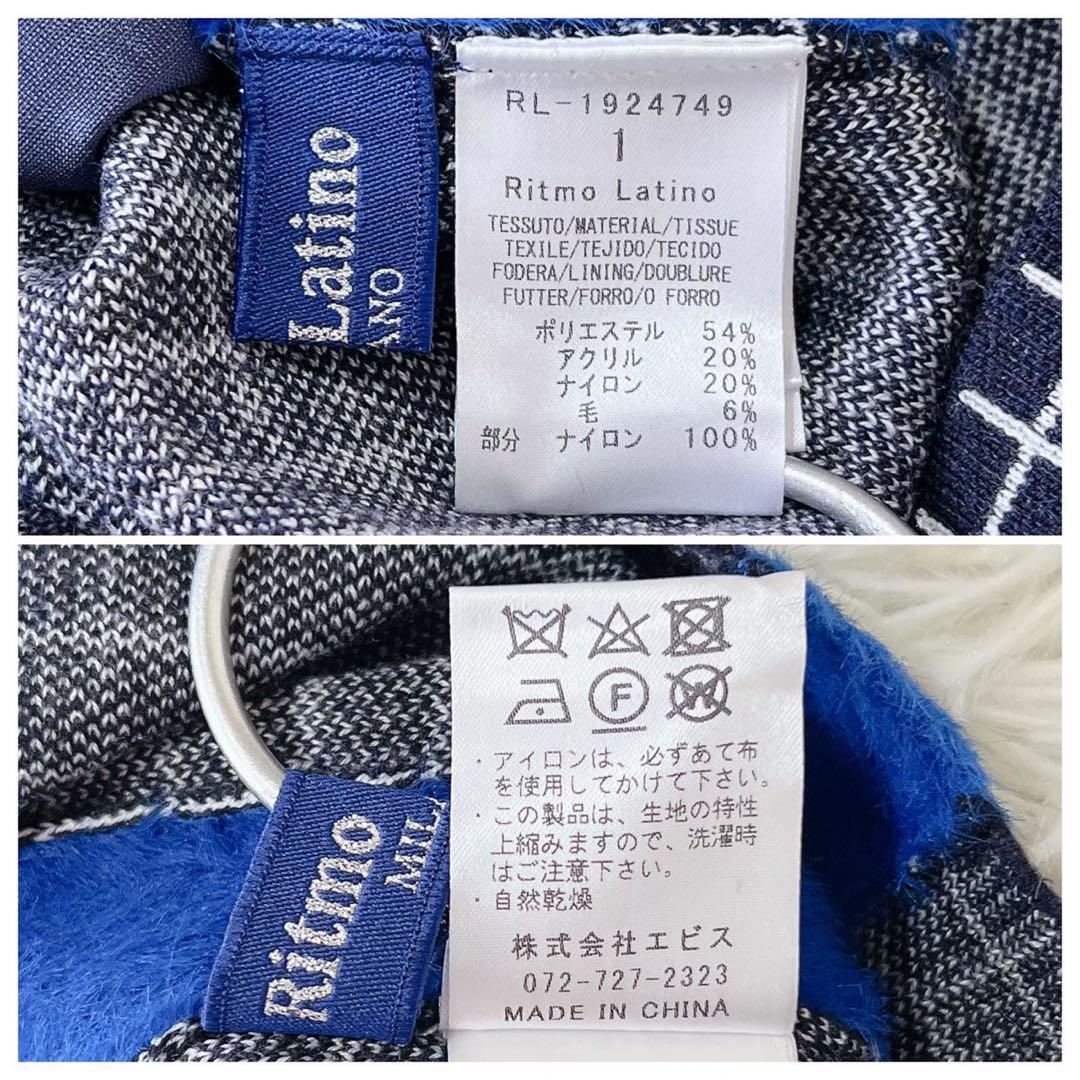 Latino
ANO
RL-1924749
1
Ritmo Latino
TESSUTO/MATERIAL/TISSUE
TEXILE/TEJIDO/TECIDO
FODERA/LINING/DOUBLURE
FUTTER/FORRO/O FORRO
ポリエステル 54%
アクリル 20%
ナイロン 20%
毛 6%
部分 ナイロン 100%
F
W
・アイロンは、必ずあて布
を使用してかけて下さい。
・この製品は、生地の特性
上縮みますので、洗濯時
はご注意下さい。
・自然乾燥
株式会社エビス
072-727-2323
MADE IN CHINA
Ritmo
MILA